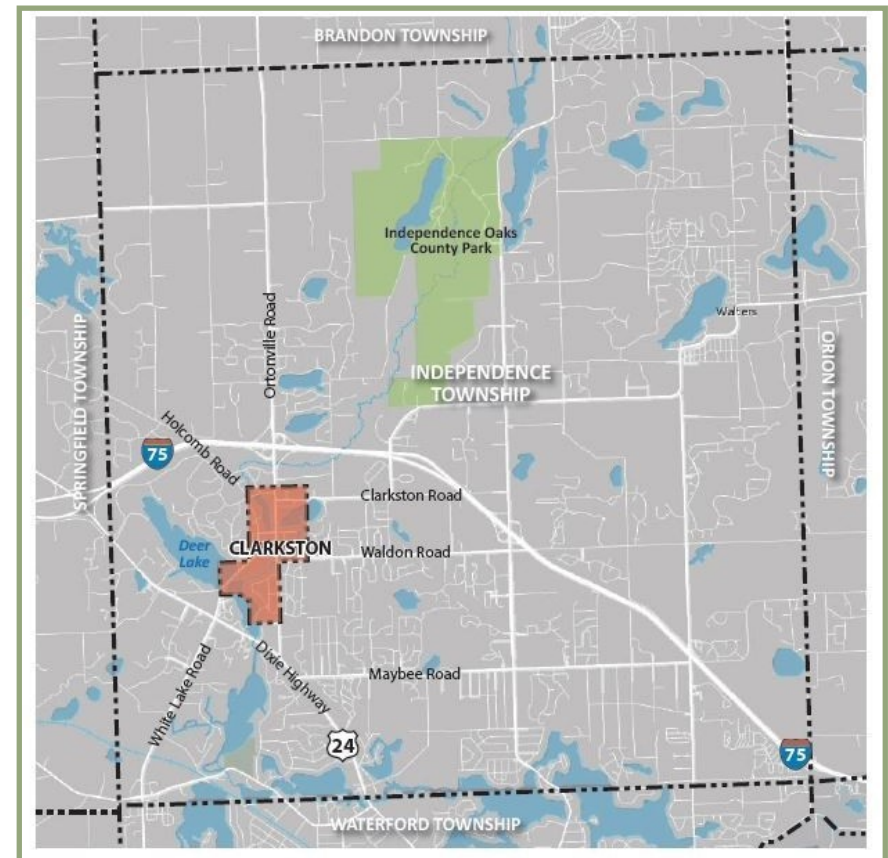 BRANDON TOWNSHIP
Independence Oaks
County Park
Ortonville Road
Walters
SPRINGFIELD TOWNSHIP
ORION TOWNSHIP
INDEPENDENCE
TOWNSHIP
Holcomb Road
75
Clarkston Road
Deer
Lake
CLARKSTON
Waldon Road
White Lake Road
Dixie Highway
Maybee Road
24
75
WATERFORD TOWNSHIP